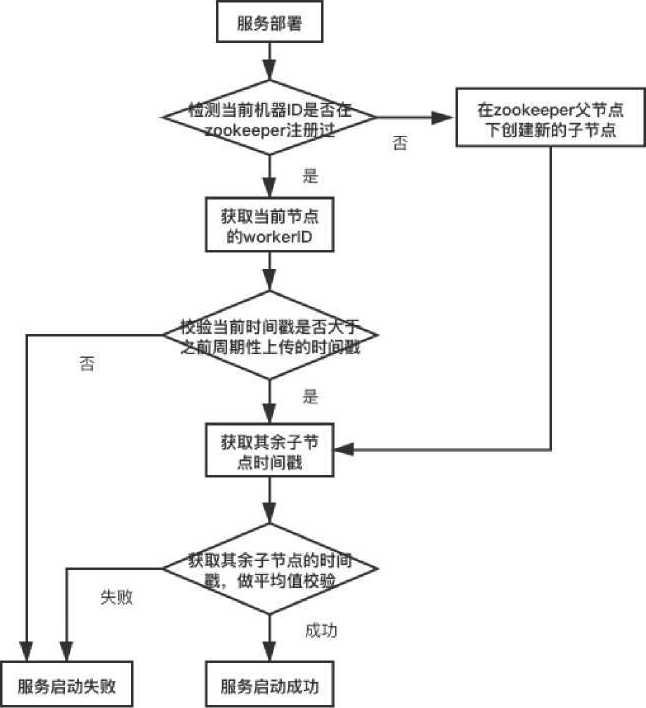 服务部署
检测当前机器ID是否在
zookeeper注册过
否
在zookeeper父节点
下创建新的子节点
是
获取当前节点
的workerID
校验当前时间戳是否大于
之前周期性上传的时间戳
否
是
获取其余子节
点时间戳
获取其余子节点的时间
戳，做平均值校验
失败
成功
服务启动失败
服务启动成功